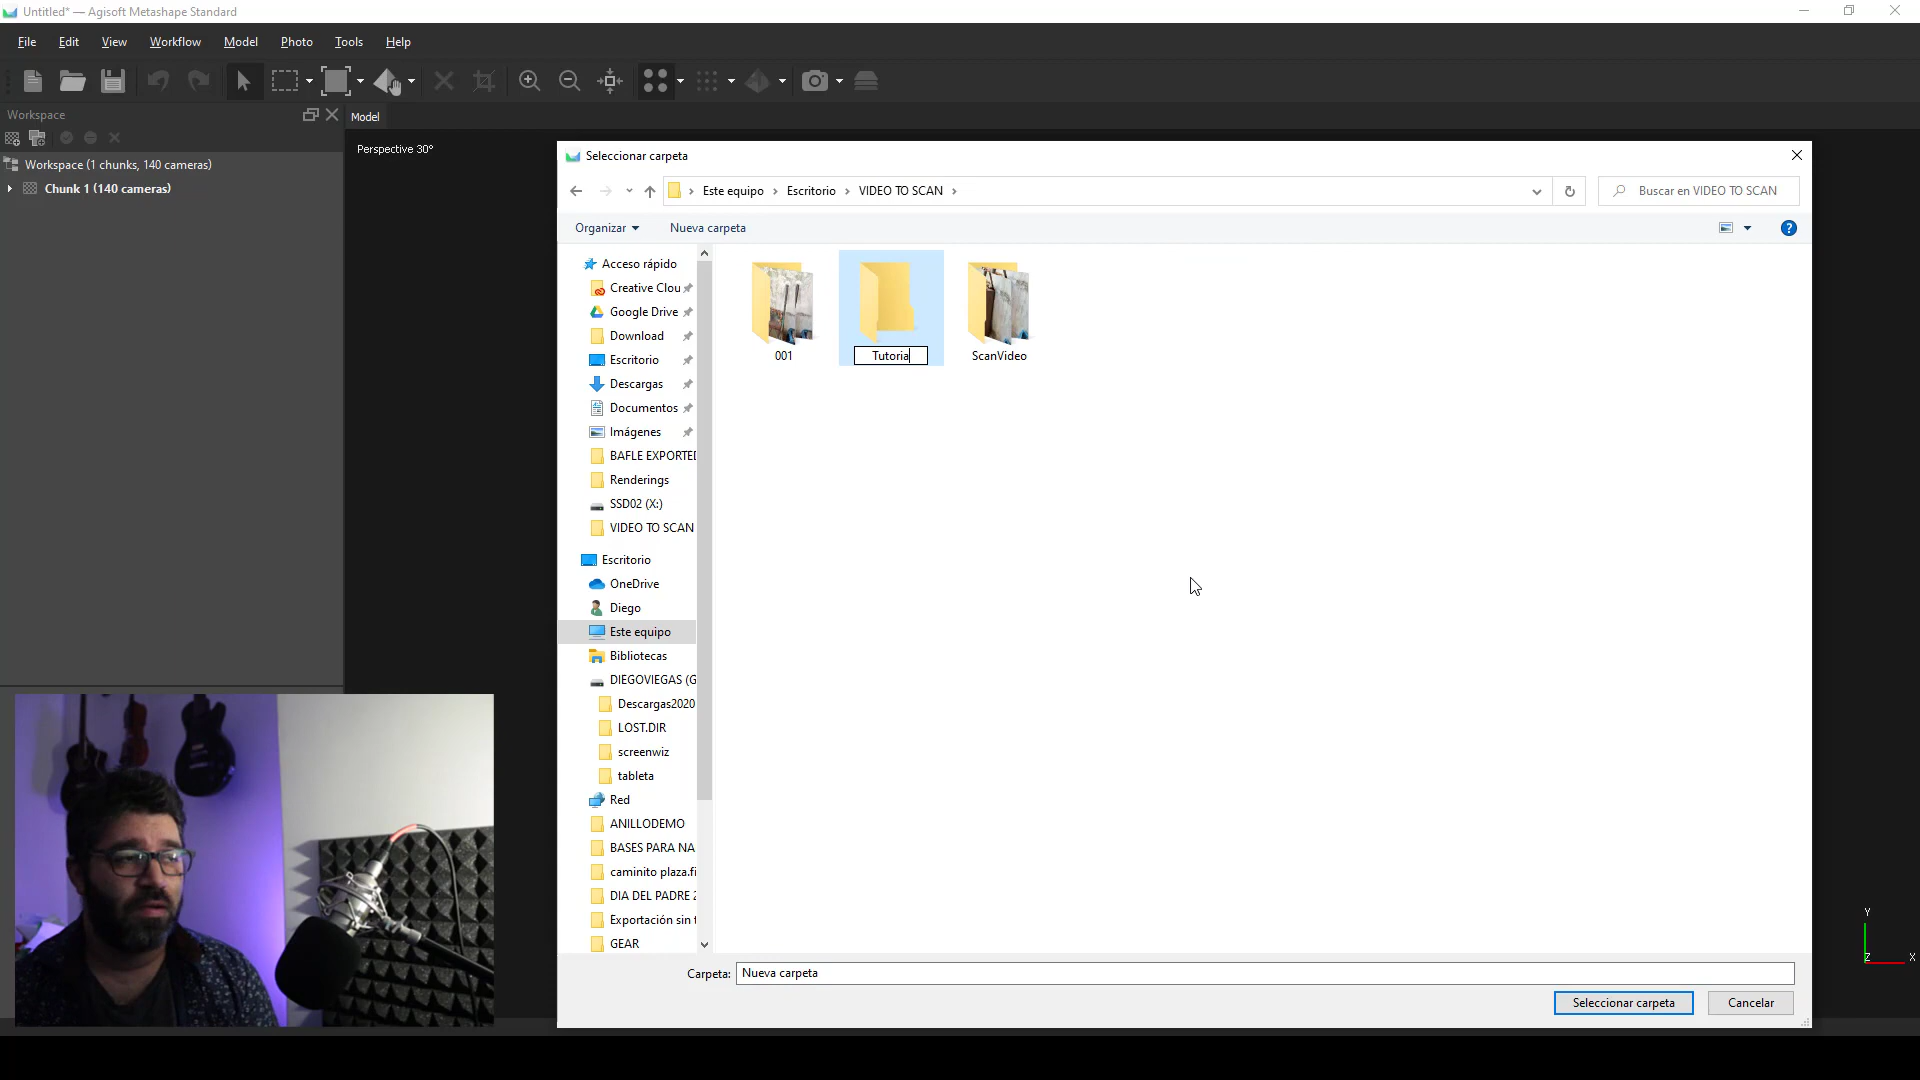 Untitled* — Agisoft Metashape Standard
File Edit View Workflow Model Photo Tools Help
Workspace
Model
Workspace (1 chunks, 140 cameras)
Chunk 1 (140 cameras)
Perspective 30°
Seleccionar carpeta
Este equipo › Escritorio › VIDEO TO SCAN ›
Buscar en VIDEO TO SCAN
Organizar
Nueva carpeta
Acceso rápido
Creative Clou
Google Drive
Download
Escritorio
Descargas
Documentos
Imágenes
BAFLE EXPORTED
Renderings
SSD02 (X:)
VIDEO TO SCAN
Escritorio
OneDrive
Diego
Este equipo
Bibliotecas
DIEGOVIEGAS (G
Descargas2020
LOST.DIR
screenwiz
tableta
Red
ANILLODEMO
BASES PARA NA
caminito plaza.fi
DIA DEL PADRE 2
Exportación sin t
GEAR
001
Tutoria
ScanVideo
Carpeta: Nueva carpeta
Seleccionar carpeta
Cancelar
Y
Z
X